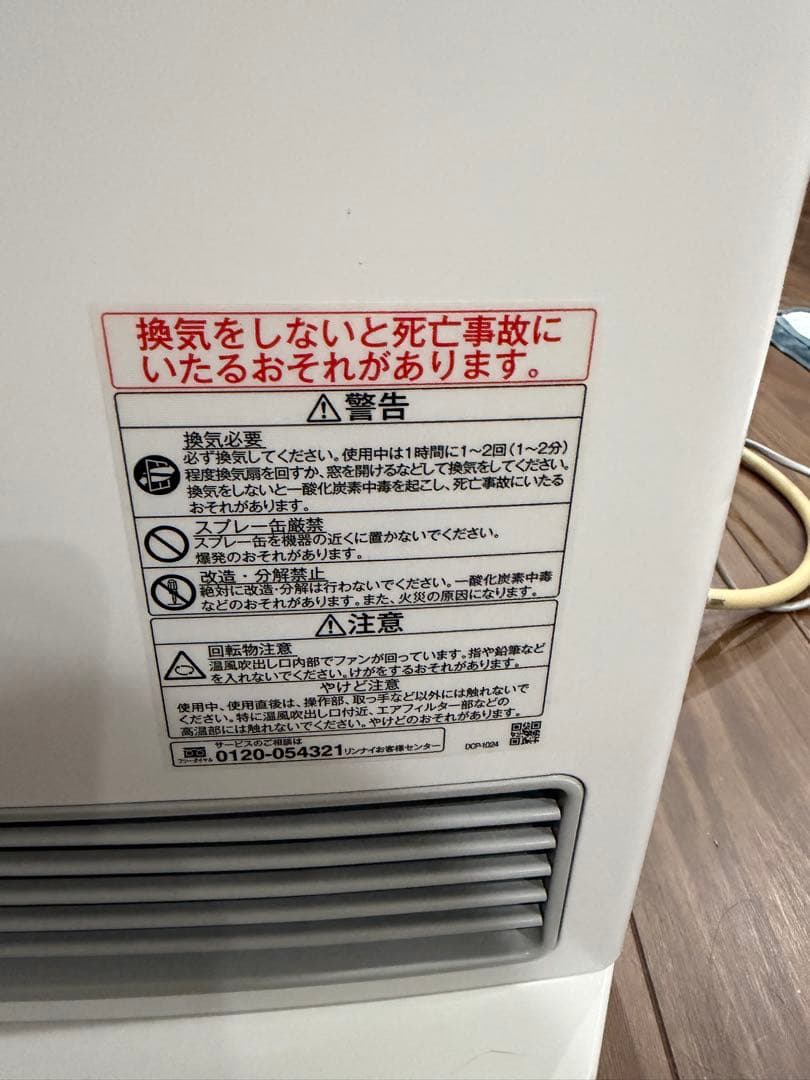 換気をしないと死亡事故に
いたるおそれがあります。
警告
換気必要
必ず換気してください。使用中は1時間に1～2回(1～2分)
程度換気扇を回すか、窓を開けるなどして換気をしてください。
換気をしないと一酸化炭素中毒を起こし、死亡事故にいたる
おそれがあります。
スプレー缶厳禁
スプレー缶を機器の近くに置かないでください。
爆発のおそれがあります。
改造・分解禁止
絶対に改造・分解は行わないでください。一酸化炭素中毒
などのおそれがあります。また、火災の原因になります。
注意
回転物注意
温風吹出し口内部でファンが回っています。指や鉛筆など
を入れないでください。けがをするおそれがあります。
やけど注意
使用中、使用直後は、操作部、取っ手など以外には触れないで
ください。特に温風吹出し口付近、エアフィルター部などの
高温部には触れないでください。やけどのおそれがあります。
サービスのご相談は
フリーダイヤル 0120-054321 リンナイお客様センター
DCP-1024